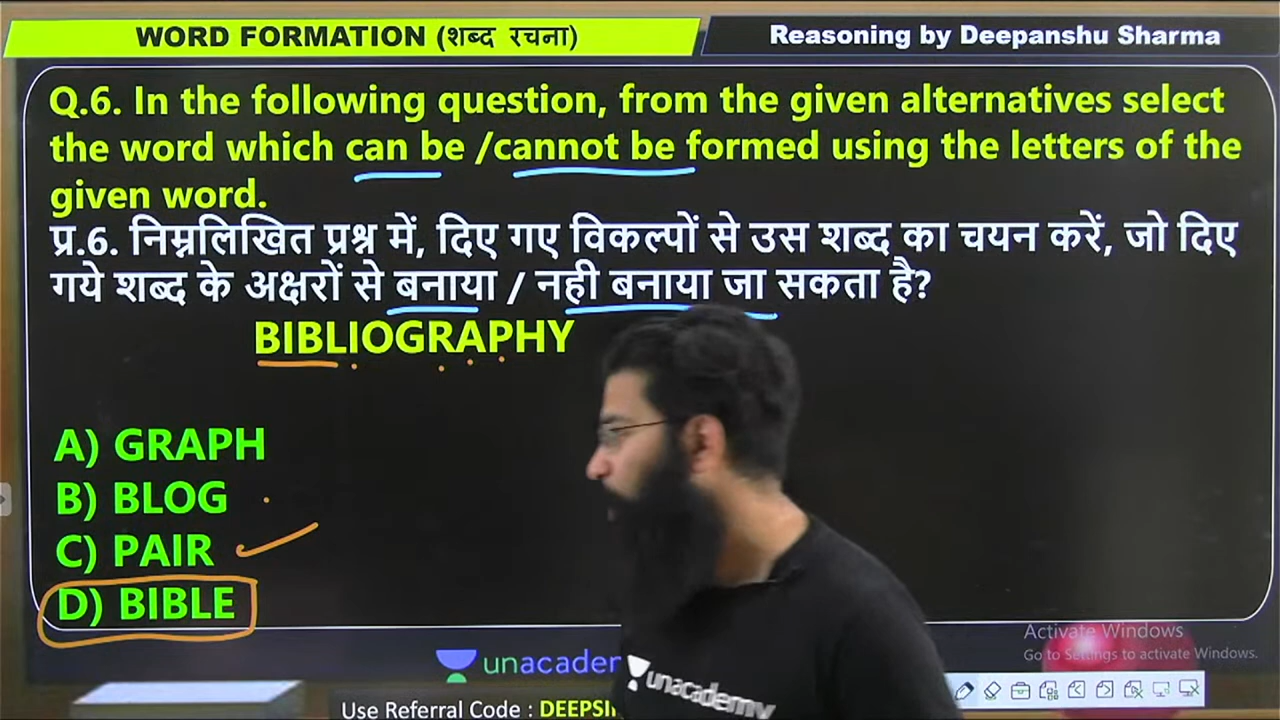 WORD FORMATION (शब्द रचना)
Reasoning by Deepanshu Sharma
Q.6. In the following question, from the given alternatives select
the word which can be /cannot be formed using the letters of the
given word.
प्र.6. निम्नलिखित प्रश्न में, दिए गए विकल्पों से उस शब्द का चयन करें, जो दिए
गये शब्द के अक्षरों से बनाया / नही बनाया जा सकता है?
BIBLIOGRAPHY
A) GRAPH
B) BLOG
C) PAIR
D) BIBLE
Activate Windows
Go to Settings to activate Windows.
unacadem
unacademy
Use Referral Code :